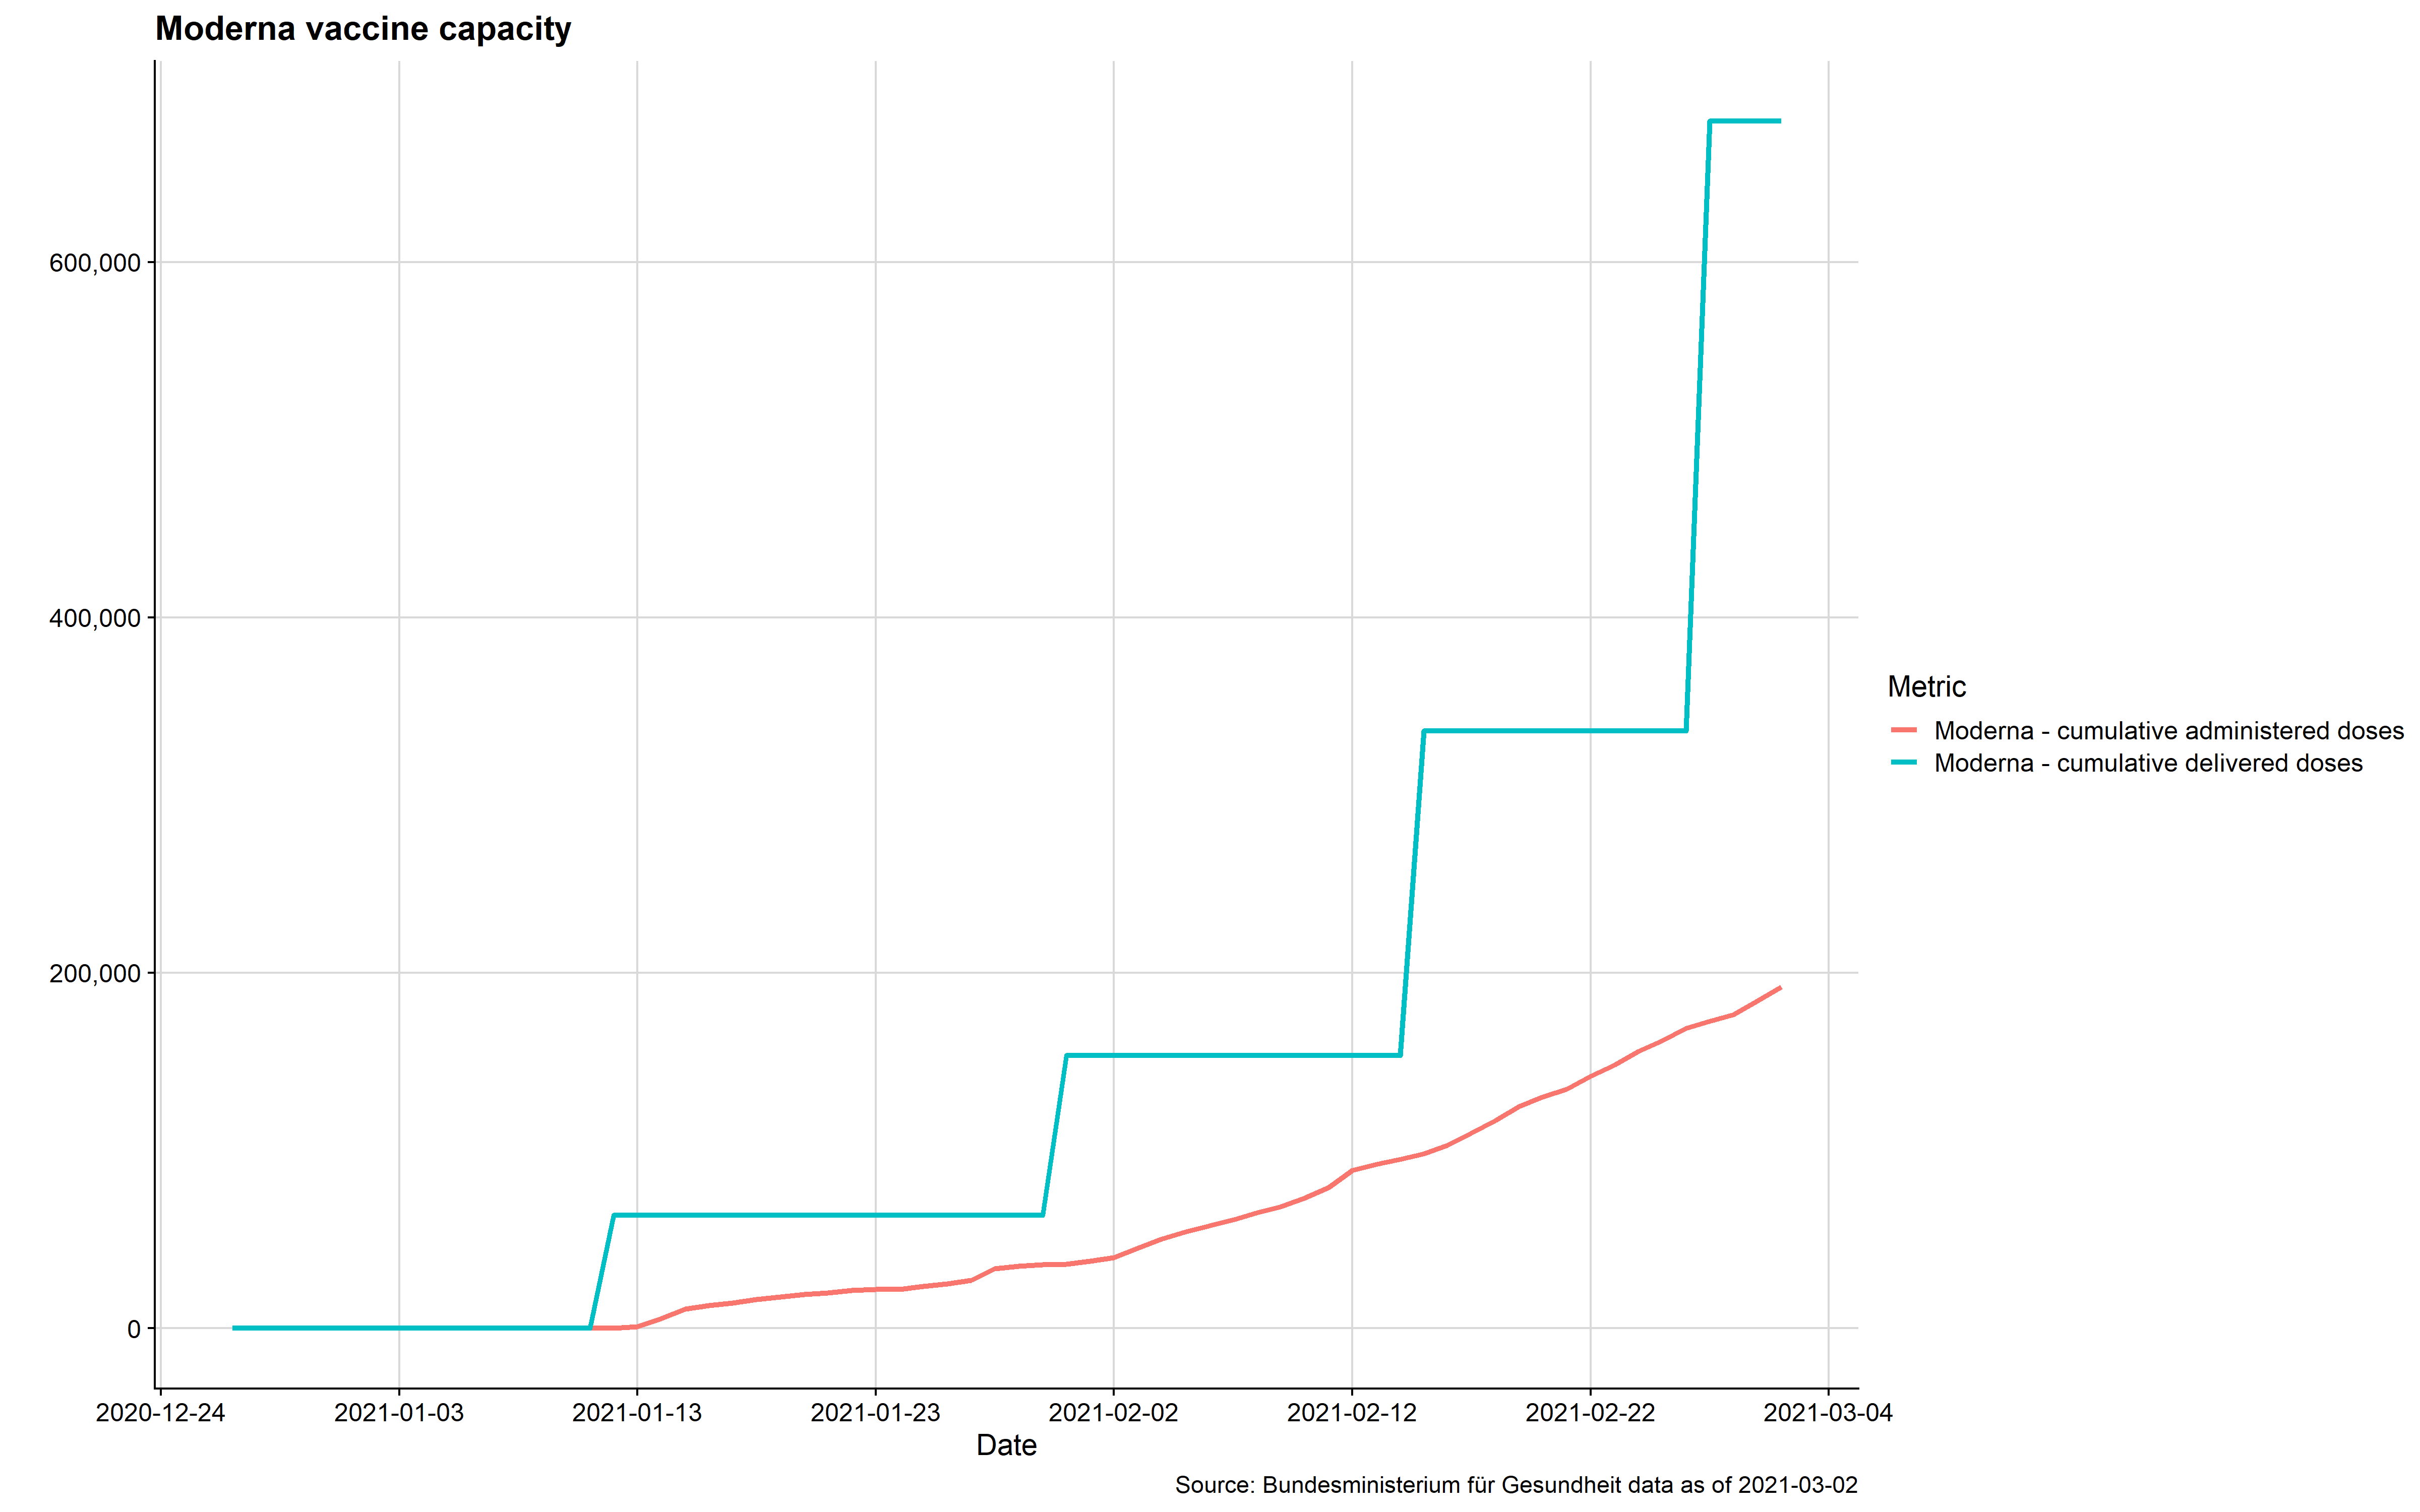 Moderna vaccine capacity
600,000
400,000
200,000
0
2020-12-24
2021-01-03
2021-01-13
2021-01-23
2021-02-02
2021-02-12
2021-02-22
2021-03-04
Date
Metric
Moderna - cumulative administered doses
Moderna - cumulative delivered doses
Source: Bundesministerium für Gesundheit data as of 2021-03-02